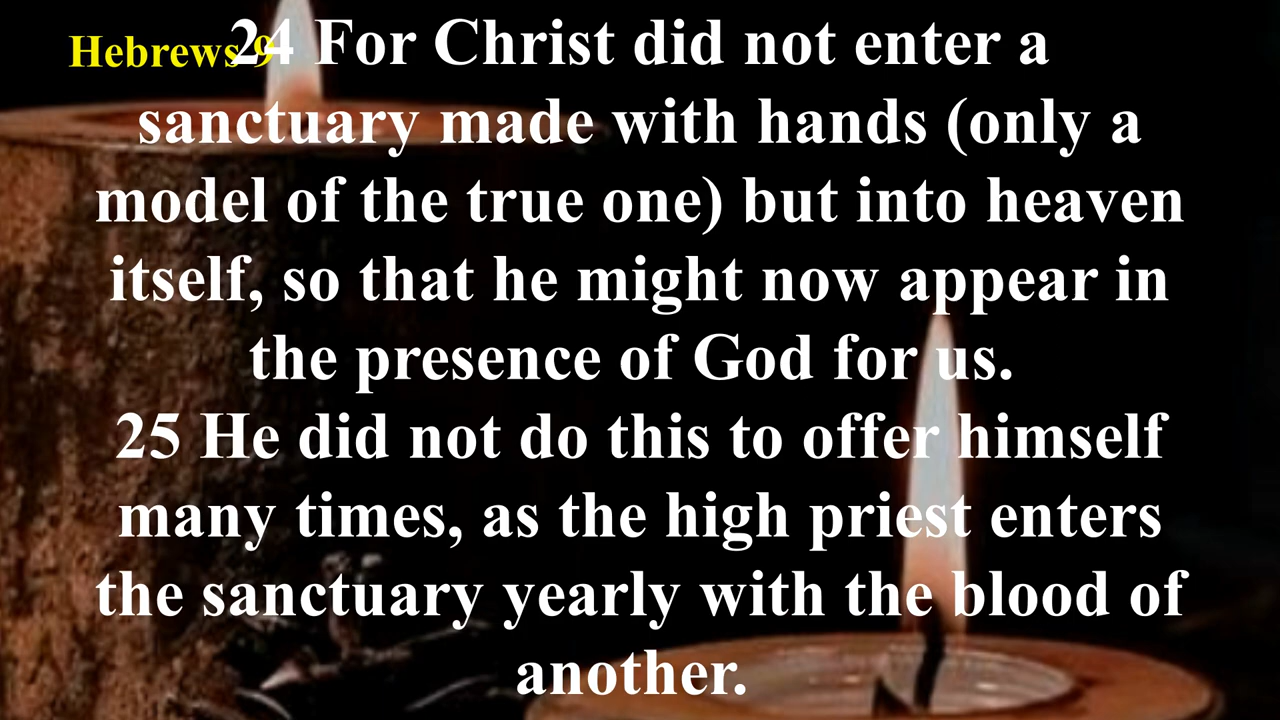 Hebrews 9
24 For Christ did not enter a
sanctuary made with hands (only a
model of the true one) but into heaven
itself, so that he might now appear in
the presence of God for us.
25 He did not do this to offer himself
many times, as the high priest enters
the sanctuary yearly with the blood of
another.